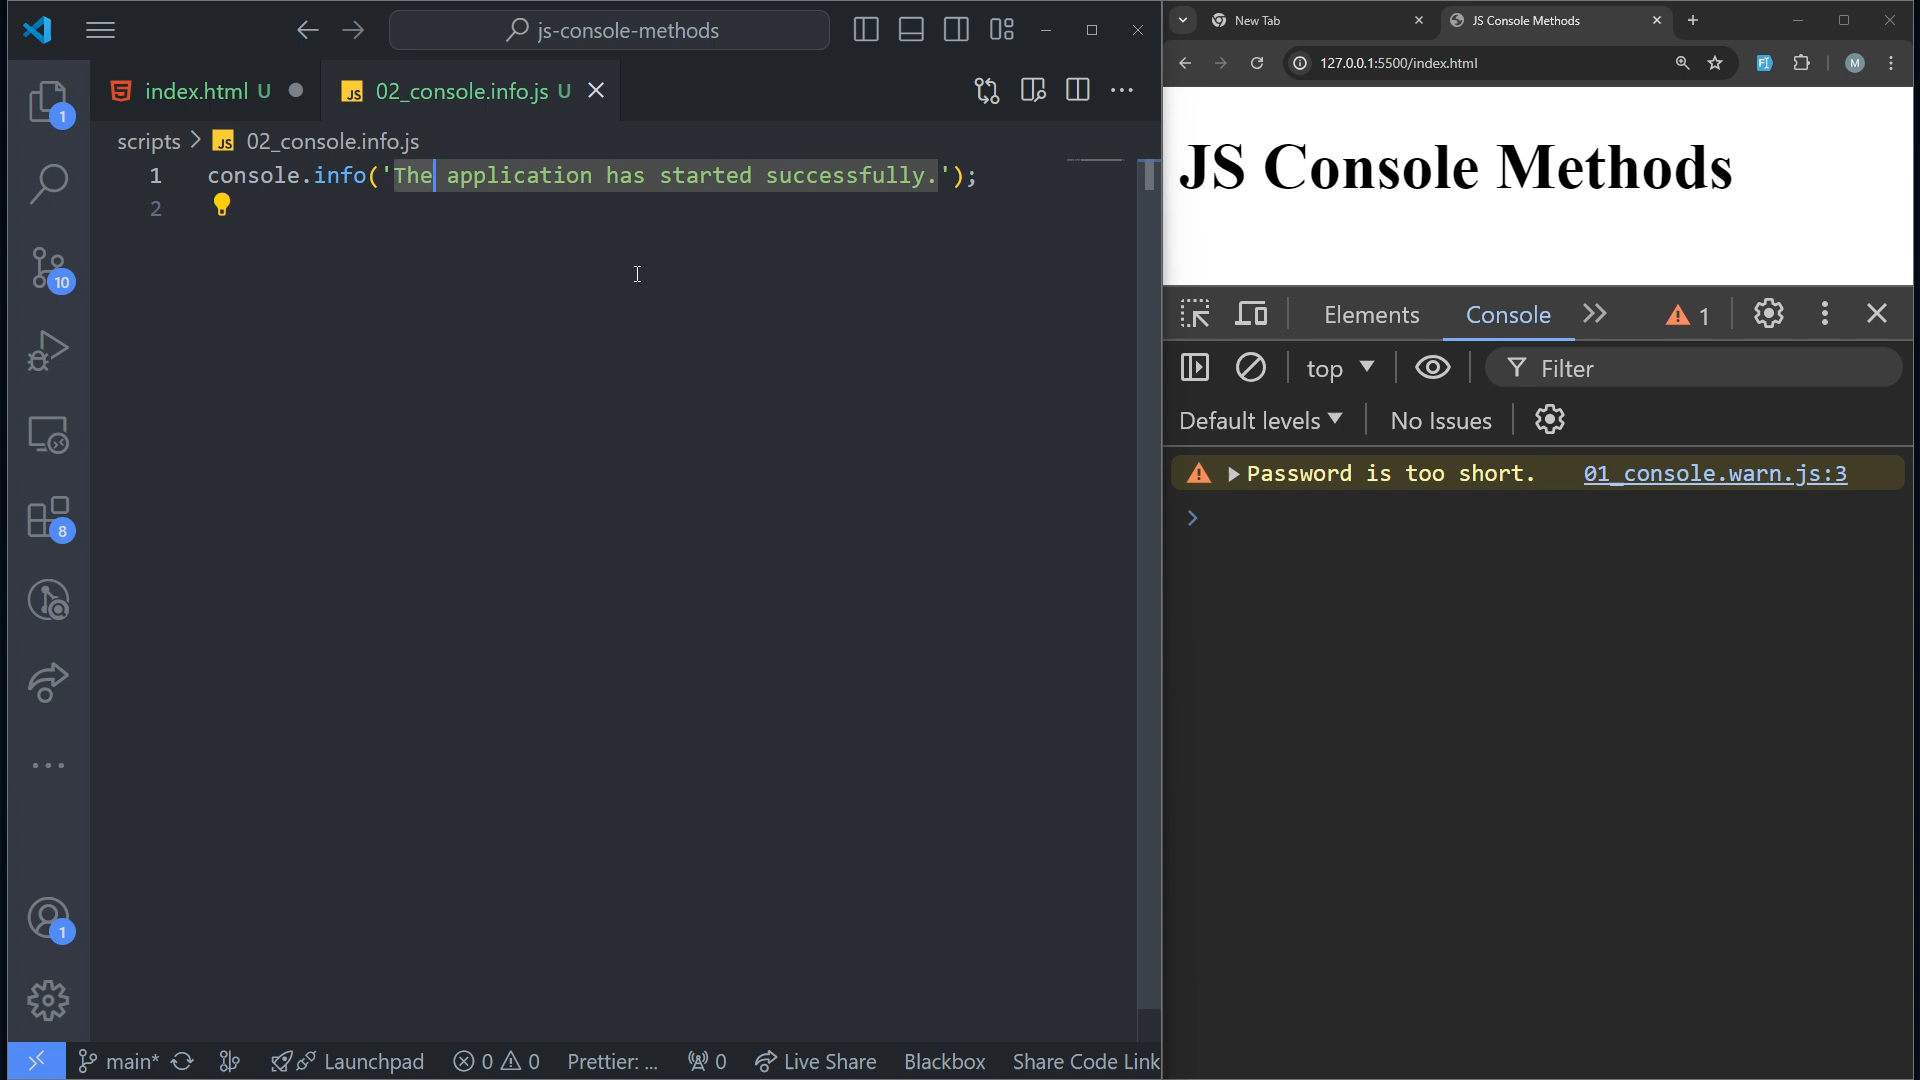 js-console-methods
index.html U
JS 02_console.info.js U
scripts > JS 02_console.info.js
1 console.info('The application has started successfully.');
2
1
10
8
1
main*
Launchpad
0 0
Prettier: ...
0
Live Share
Blackbox
Share Code Link
New Tab
JS Console Methods
127.0.0.1:5500/index.html
M
JS Console Methods
Elements
Console
1
top
Filter
Default levels
No Issues
Password is too short. 01_console.warn.js:3